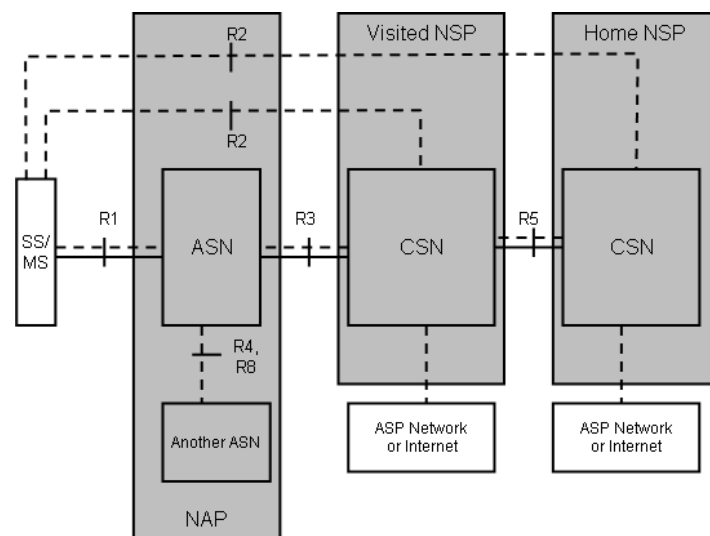 R2
Visited NSP
Home NSP
R2
SS/
MS
R1
ASN
R3
CSN
R5
CSN
R4,
R8
Another ASN
ASP Network
or Internet
ASP Network
or Internet
NAP